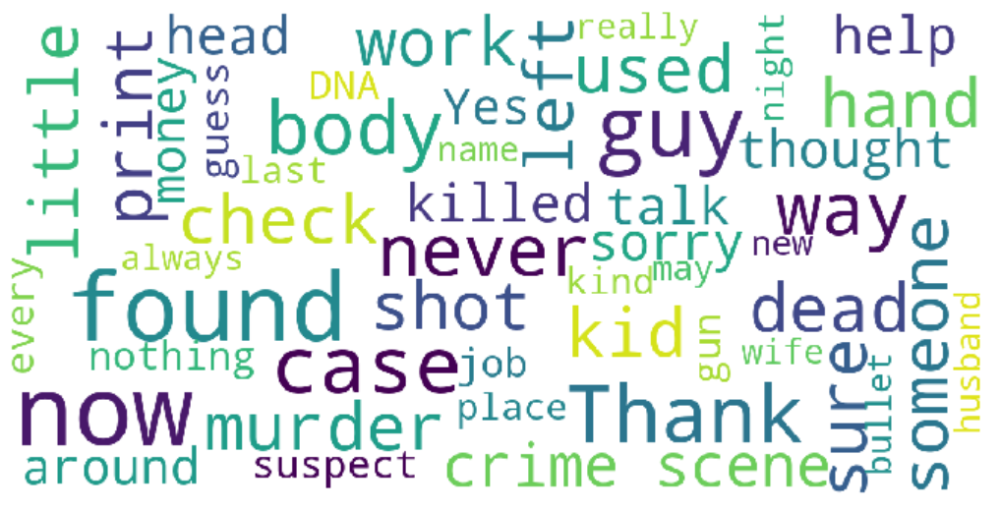 little
print
head
money
guess
DNA
work
left
really
used
night
help
hand
body
Yes
name
guy
thought
last
check
killed
talk
way
never
sorry
new
always
may
kind
someone
every
found
shot
kid
gun
dead
nothing
case
job
wife
sure
bullet
husband
now
murder
place
Thank
around
suspect
crime scene